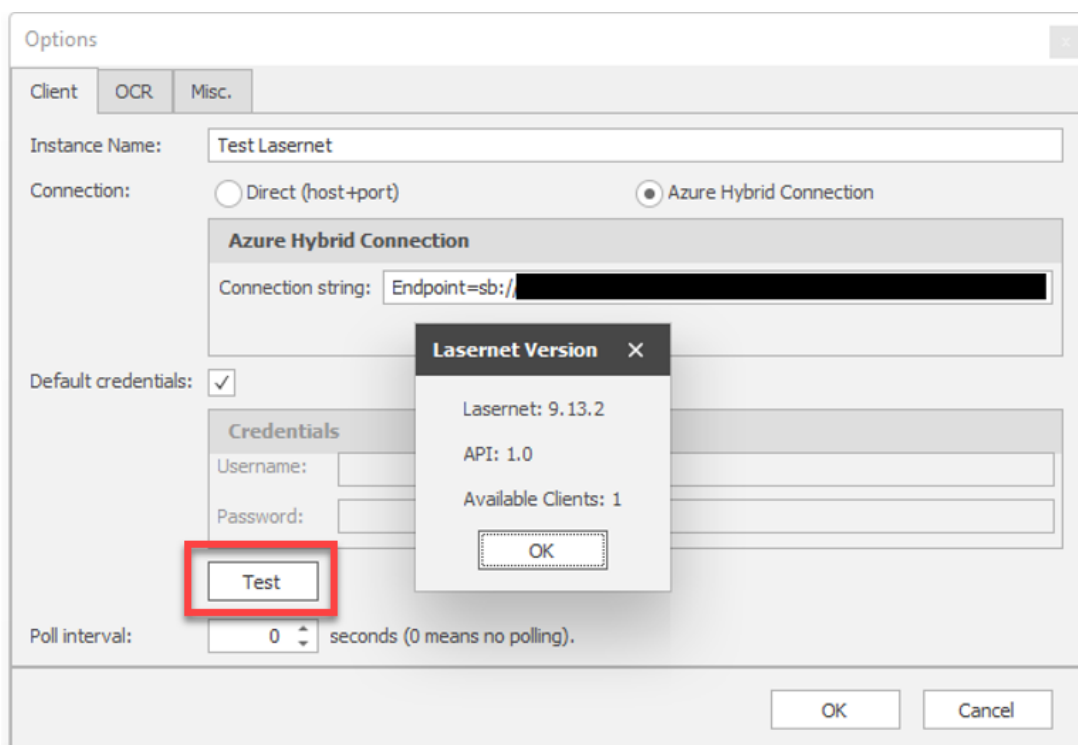 Options
x
Client OCR Misc.
Instance Name: Test Lasernet
Connection: Direct (host+port) Azure Hybrid Connection
Azure Hybrid Connection
Connection string: Endpoint=sb://
Lasernet Version
Default credentials:
Lasernet: 9.13.2
Credentials
API: 1.0
Username:
Available Clients: 1
Password:
OK
Test
Poll interval: 0 seconds (0 means no polling).
OK Cancel